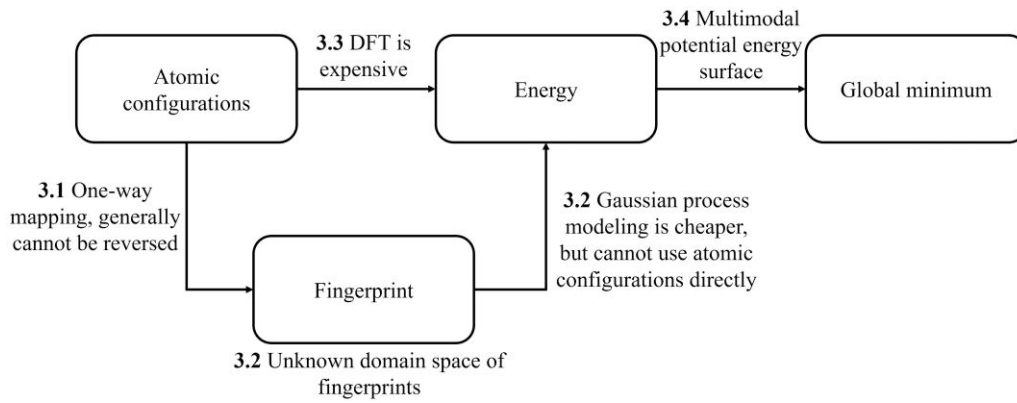 3.3 DFT is
expensive
3.4 Multimodal
potential energy
surface
Atomic
configurations
Energy
Global minimum
3.1 One-way
mapping, generally
cannot be reversed
3.2 Gaussian process
modeling is cheaper,
but cannot use atomic
configurations directly
Fingerprint
3.2 Unknown domain space of
fingerprints